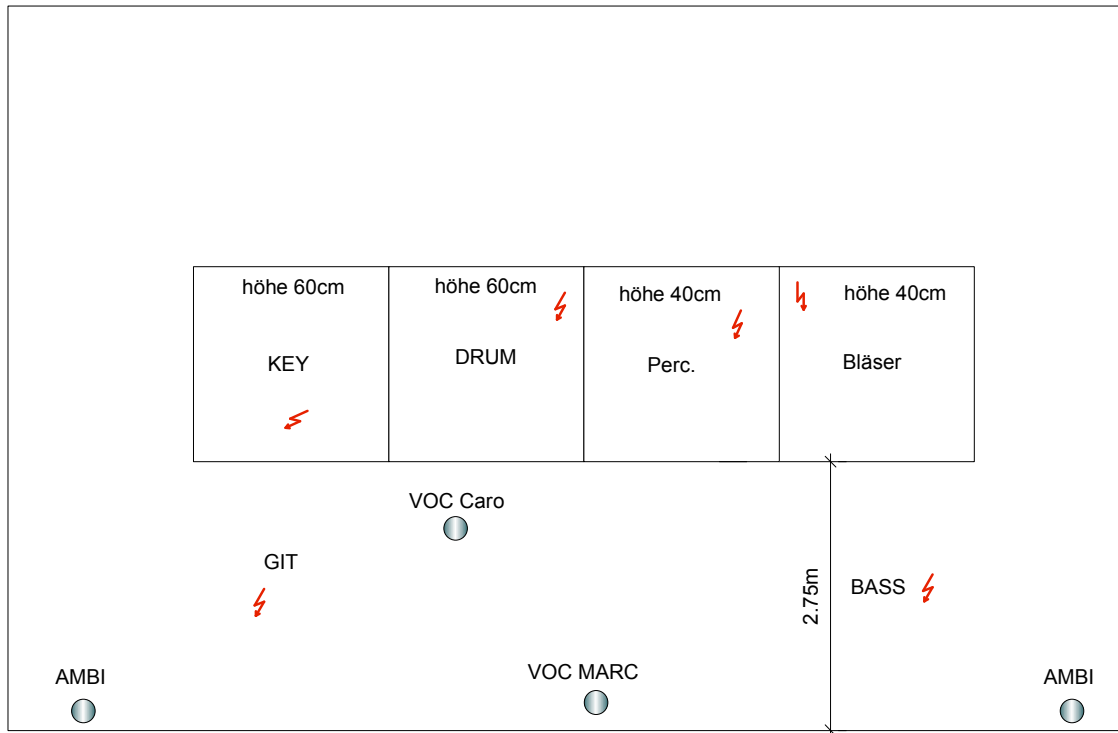 höhe 60cm
höhe 60cm
höhe 40cm
höhe 40cm
KEY
DRUM
Perc.
Bläser
VOC Caro
GIT
BASS
2.75m
AMBI
VOC MARC
AMBI